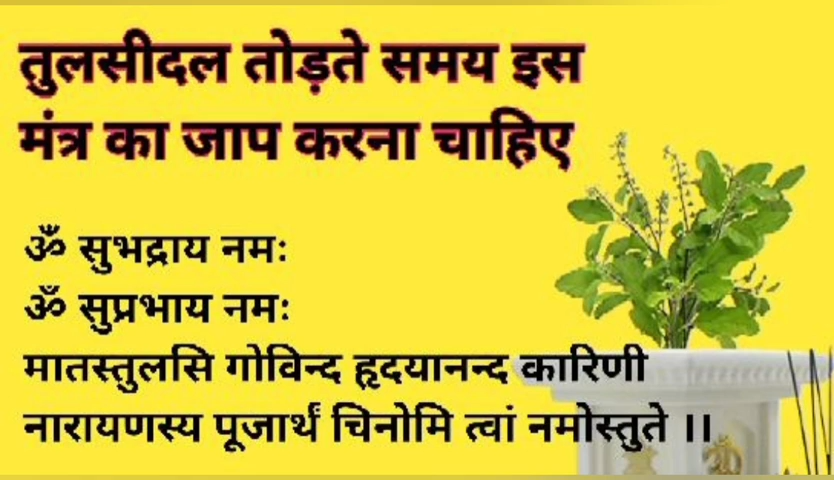 तुलसीदल तोड़ते समय इस
मंत्र का जाप करना चाहिए
ॐ सुभद्राय नमः
ॐ सुप्रभाय नमः
मातस्तुलसि गोविन्द हृदयानन्द कारिणी
नारायणस्य पूजार्थं चिनोमि त्वां नमोस्तुते ।।